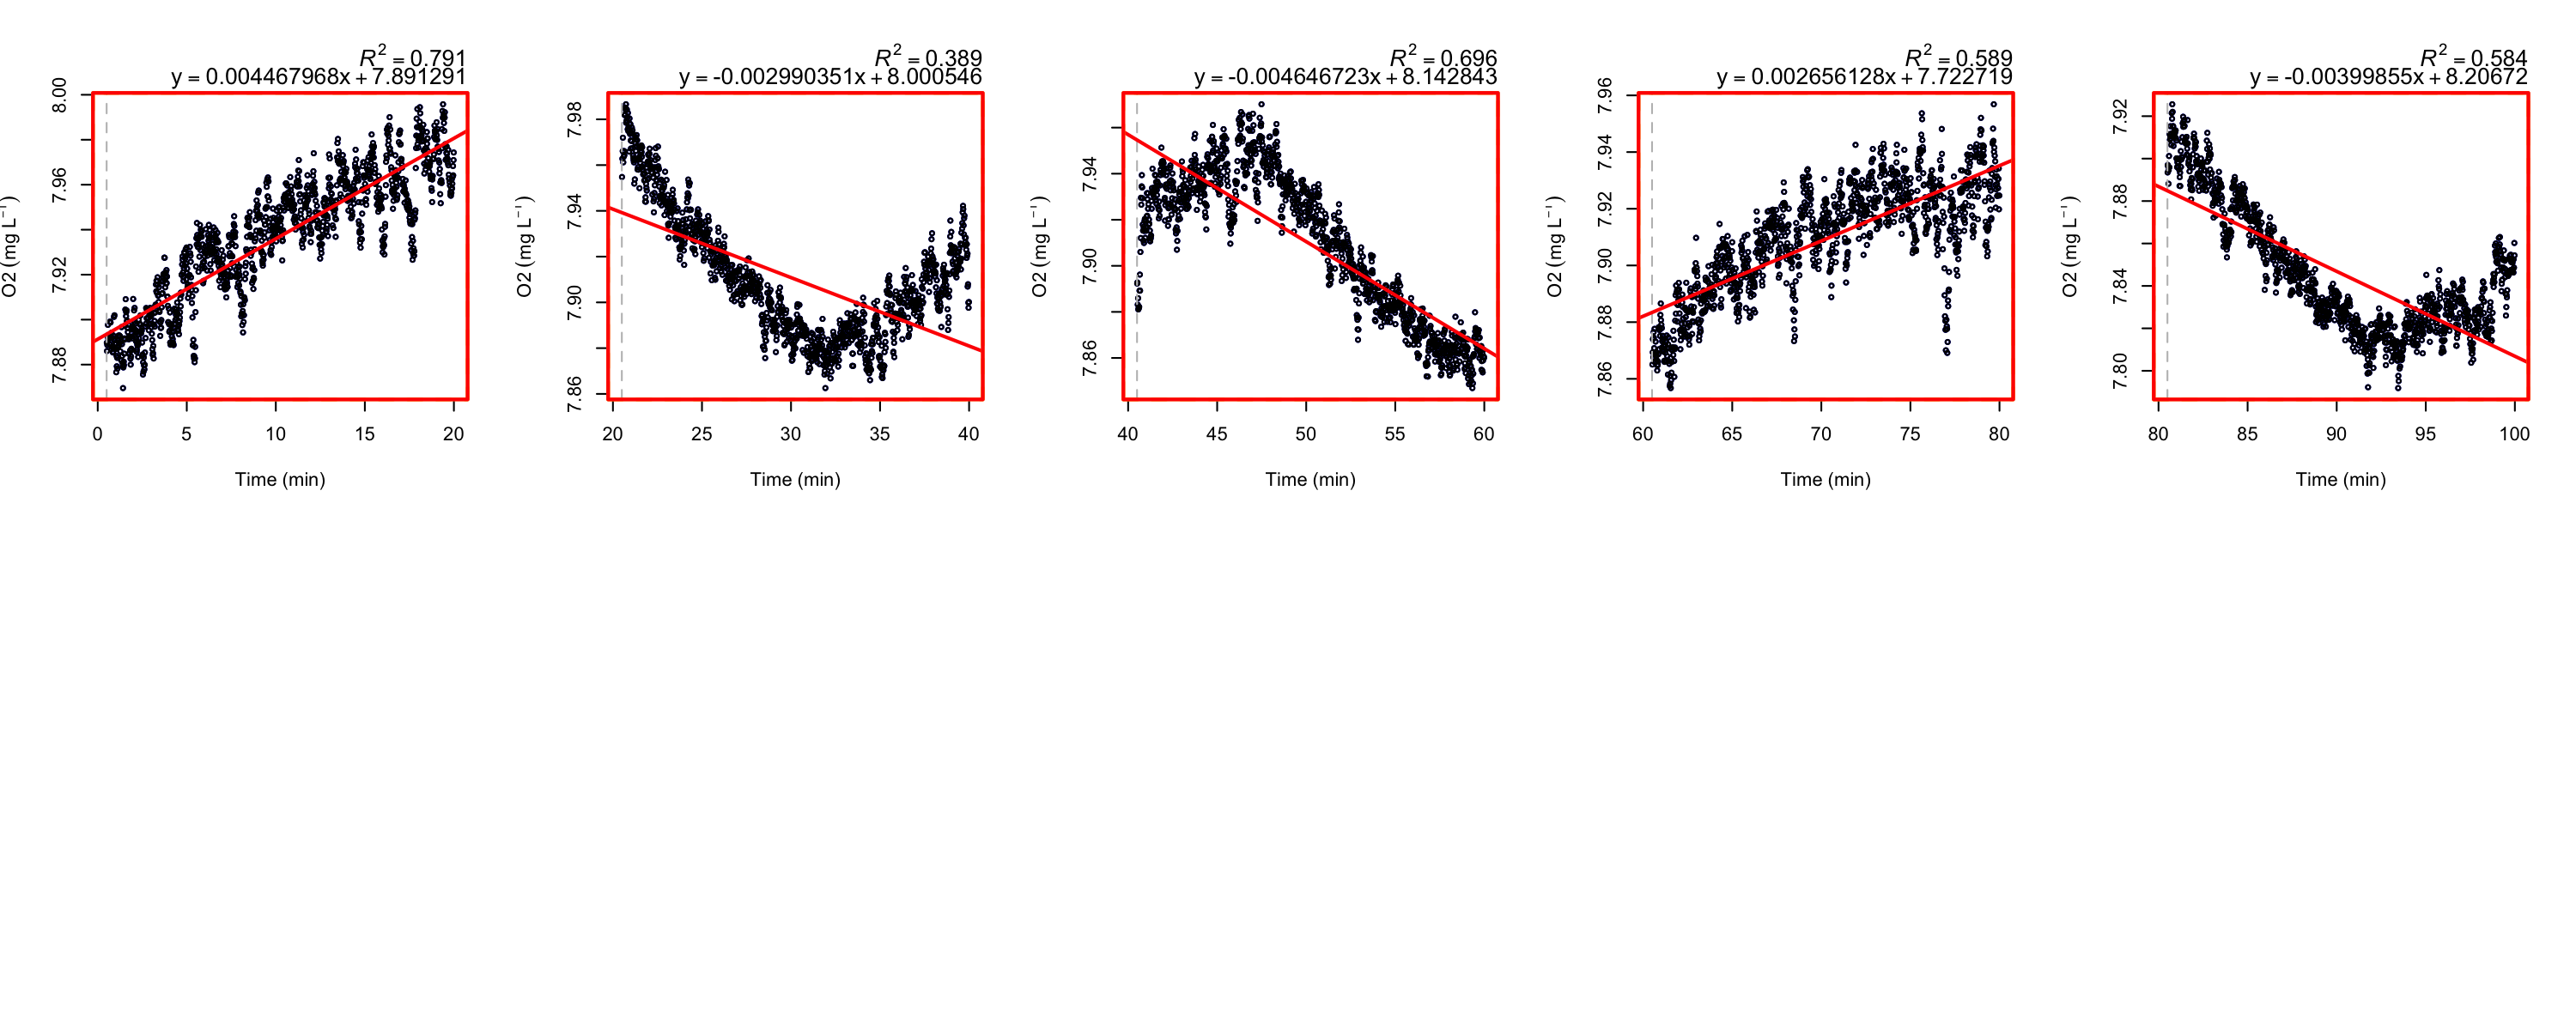 R² = 0.791
y = 0.004467968x + 7.891291
O2 (mg L⁻¹)
8.00
7.96
7.92
7.88
0 5 10 15 20
Time (min)
R² = 0.389
y = -0.002990351x + 8.000546
O2 (mg L⁻¹)
7.98
7.94
7.90
7.86
20 25 30 35 40
Time (min)
R² = 0.696
y = -0.004646723x + 8.142843
O2 (mg L⁻¹)
7.94
7.90
7.86
40 45 50 55 60
Time (min)
R² = 0.589
y = 0.002656128x + 7.722719
O2 (mg L⁻¹)
7.96
7.94
7.92
7.90
7.88
7.86
60 65 70 75 80
Time (min)
R² = 0.584
y = -0.00399855x + 8.20672
O2 (mg L⁻¹)
7.92
7.88
7.84
7.80
80 85 90 95 100
Time (min)